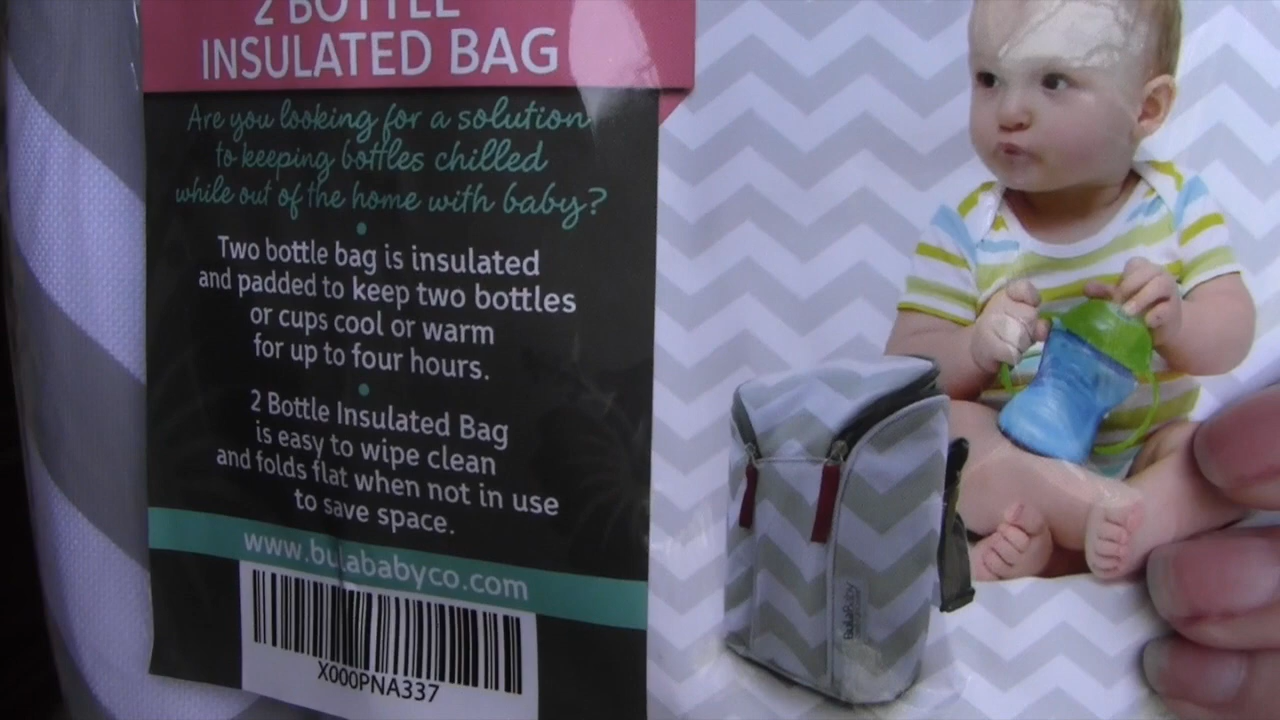 2 BOTTLE
INSULATED BAG
Are you looking for a solution
to keeping bottles chilled
while out of the home with baby?
Two bottle bag is insulated
and padded to keep two bottles
or cups cool or warm
for up to four hours.
2 Bottle Insulated Bag
is easy to wipe clean
and folds flat when not in use
to save space.
www.bulababyco.com
X000PNA337
BulaBaby